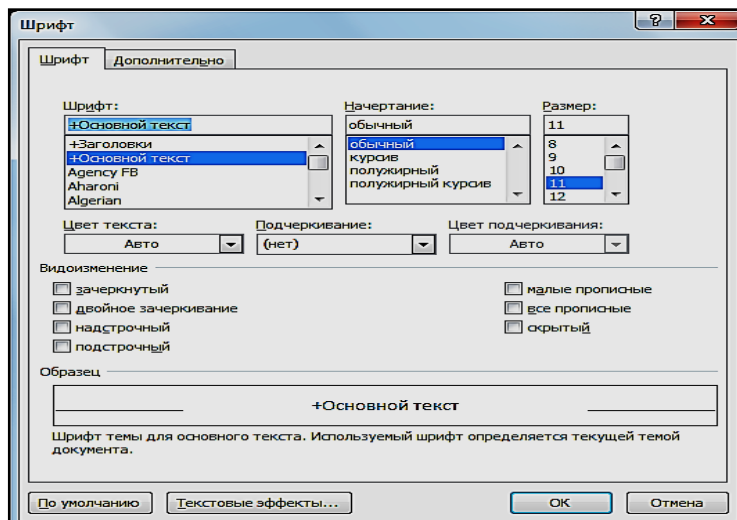 Шрифт
Шрифт Дополнительно
Шрифт: Начертание: Размер:
+Основной текст обычный 11
+Заголовки обычный 8
+Основной текст курсив 9
Agency FB полужирный 10
Aharoni полужирный курсив 11
Algerian 12
Цвет текста: Подчеркивание: Цвет подчеркивания:
Авто (нет) Авто
Видоизменение
зачеркнутый малые прописные
двойное зачеркивание все прописные
надстрочный скрытый
подстрочный
Образец
+Основной текст
Шрифт темы для основного текста. Используемый шрифт определяется текущей темой
документа.
По умолчанию Текстовые эффекты... ОК Отмена